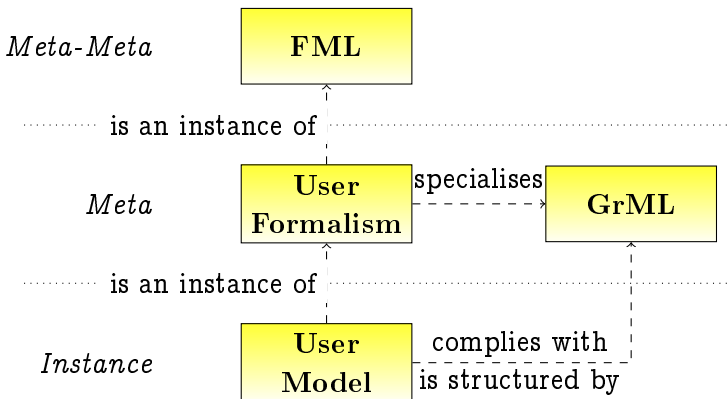 Meta-Meta
FML
is an instance of
Meta
User
Formalism
specialises
GrML
is an instance of
Instance
User
Model
complies with
is structured by